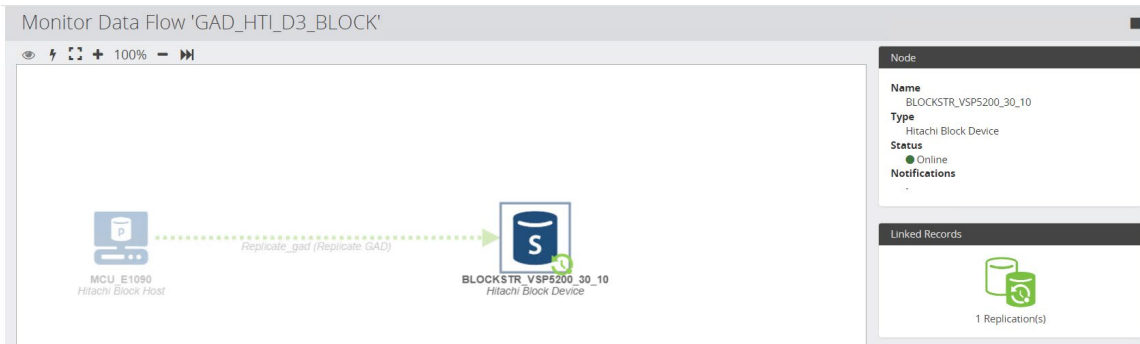 Monitor Data Flow 'GAD_HTI_D3_BLOCK'
100%
P
MCU_E1090
Hitachi Block Host
Replicate_gad (Replicate GAD)
S
BLOCKSTR_VSP5200_30_10
Hitachi Block Device
Node
Name
BLOCKSTR_VSP5200_30_10
Type
Hitachi Block Device
Status
Online
Notifications
-
Linked Records
1 Replication(s)